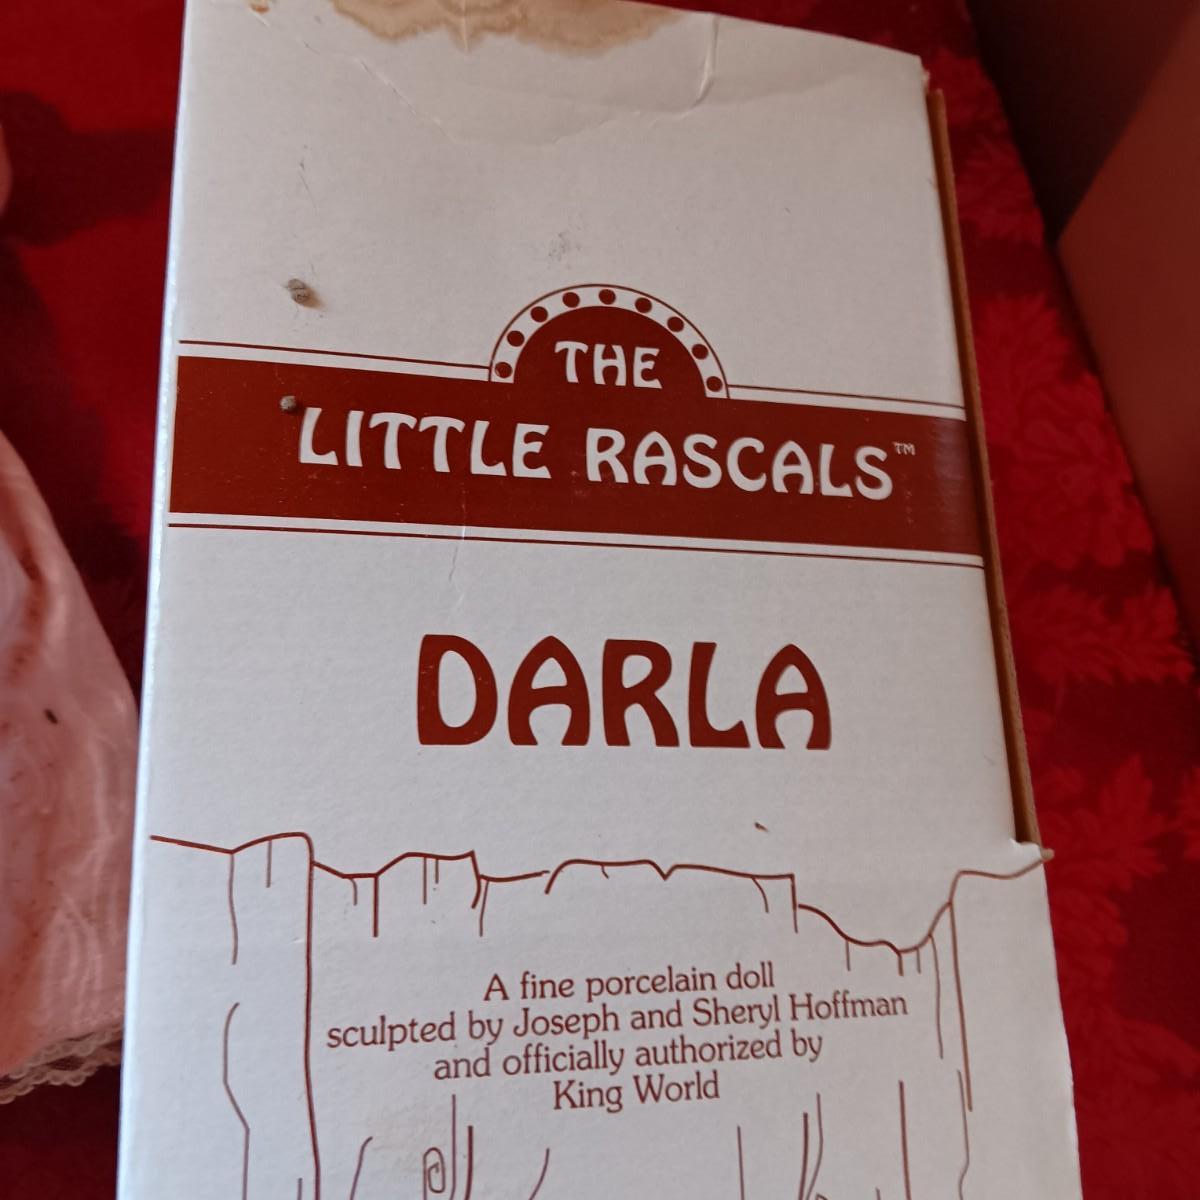 THE
LITTLE RASCALS™
DARLA
A fine porcelain doll
sculpted by Joseph and Sheryl Hoffman
and officially authorized by
King World